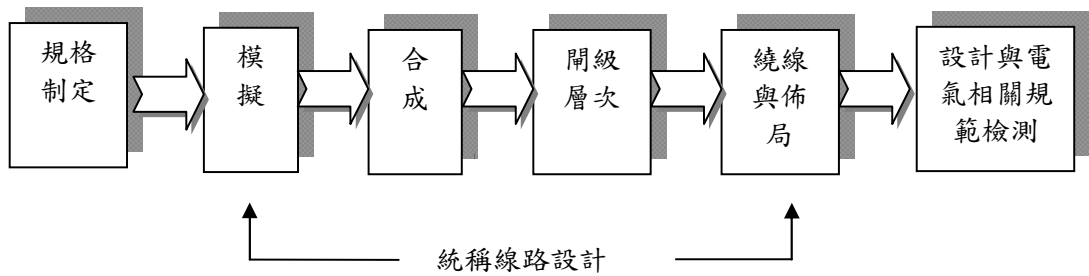 規格
制定
模
擬
合
成
閘級
層次
繞線
與佈
局
設計與電
氣相關規
範檢測
統稱線路設計